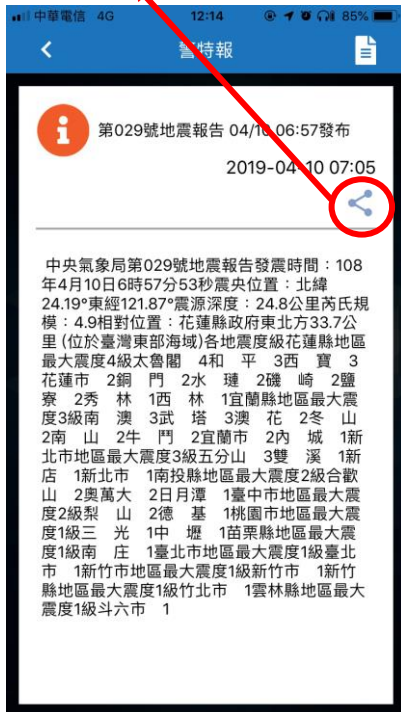 中華電信 4G 12:14 85%
警特報
第029號地震報告 04/10 06:57發布
2019-04-10 07:05
中央氣象局第029號地震報告發震時間：108
年4月10日6時57分53秒震央位置：北緯
24.19°東經121.87°震源深度：24.8公里芮氏規
模：4.9相對位置：花蓮縣政府東北方33.7公
里 (位於臺灣東部海域)各地震度級花蓮縣地區
最大震度4級太魯閣 4和 平 3西 寶 3
花蓮市 2銅 門 2水 璉 2磯 崎 2鹽
寮 2秀 林 1西 林 1宜蘭縣地區最大震
度3級南 澳 3武 塔 3澳 花 2冬 山
2南 山 2牛 鬥 2宜蘭市 2內 城 1新
北市地區最大震度3級五分山 3雙 溪 1新
店 1新北市 1南投縣地區最大震度2級合歡
山 2奧萬大 2日月潭 1臺中市地區最大震
度2級梨 山 2德 基 1桃園市地區最大震
度1級三 光 1中 壢 1苗栗縣地區最大震
度1級南 庄 1臺北市地區最大震度1級臺北
市 1新竹市地區最大震度1級新竹市 1新竹
縣地區最大震度1級竹北市 1雲林縣地區最大
震度1級斗六市 1